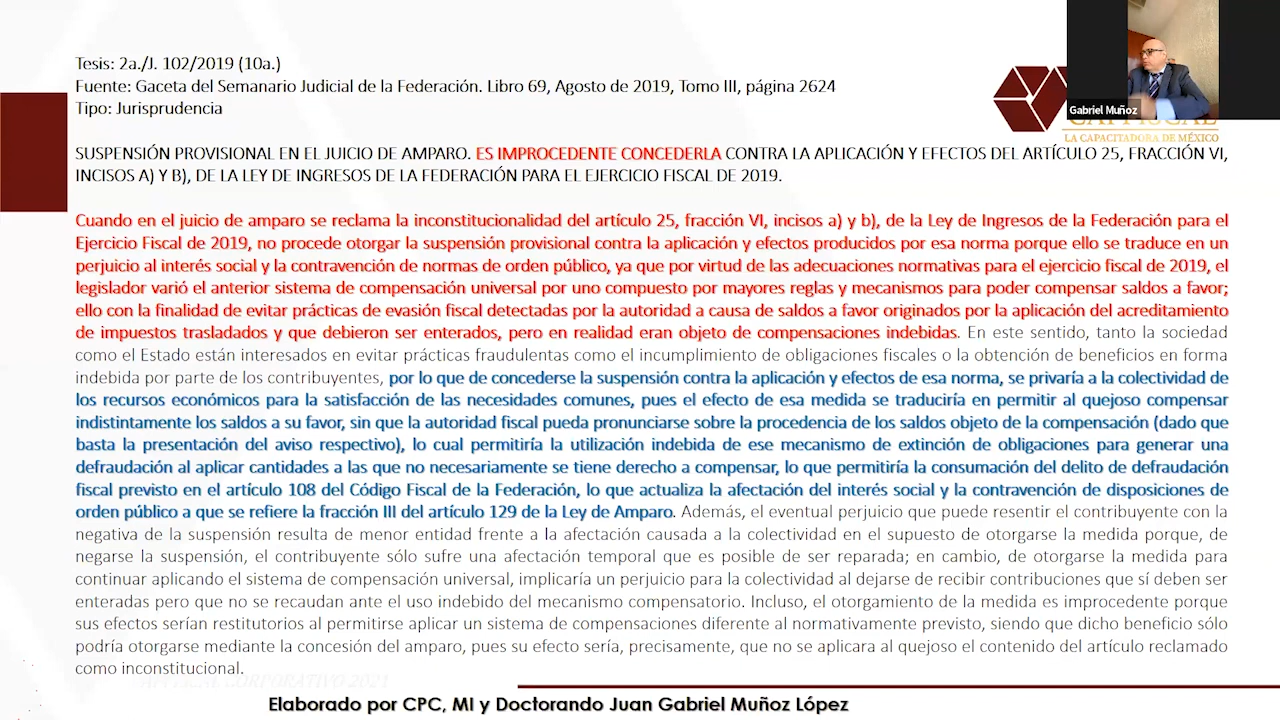 Tesis: 2a./J. 102/2019 (10a.)
Fuente: Gaceta del Semanario Judicial de la Federación. Libro 69, Agosto de 2019, Tomo III, página 2624
Tipo: Jurisprudencia
Gabriel Muñoz
LA CAPACITADORA DE MÉXICO
SUSPENSIÓN PROVISIONAL EN EL JUICIO DE AMPARO. ES IMPROCEDENTE CONCEDERLA CONTRA LA APLICACIÓN Y EFECTOS DEL ARTÍCULO 25, FRACCIÓN VI,
INCISOS A) Y B), DE LA LEY DE INGRESOS DE LA FEDERACIÓN PARA EL EJERCICIO FISCAL DE 2019.
Cuando en el juicio de amparo se reclama la inconstitucionalidad del artículo 25, fracción VI, incisos a) y b), de la Ley de Ingresos de la Federación para el
Ejercicio Fiscal de 2019, no procede otorgar la suspensión provisional contra la aplicación y efectos producidos por esa norma porque ello se traduce en un
perjuicio al interés social y la contravención de normas de orden público, ya que por virtud de las adecuaciones normativas para el ejercicio fiscal de 2019, el
legislador varió el anterior sistema de compensación universal por uno compuesto por mayores reglas y mecanismos para poder compensar saldos a favor;
ello con la finalidad de evitar prácticas de evasión fiscal detectadas por la autoridad a causa de saldos a favor originados por la aplicación del acreditamiento
de impuestos trasladados y que debieron ser enterados, pero en realidad eran objeto de compensaciones indebidas. En este sentido, tanto la sociedad
como el Estado están interesados en evitar prácticas fraudulentas como el incumplimiento de obligaciones fiscales o la obtención de beneficios en forma
indebida por parte de los contribuyentes, por lo que de concederse la suspensión contra la aplicación y efectos de esa norma, se privaría a la colectividad de
los recursos económicos para la satisfacción de las necesidades comunes, pues el efecto de esa medida se traduciría en permitir al quejoso compensar
indistintamente los saldos a su favor, sin que la autoridad fiscal pueda pronunciarse sobre la procedencia de los saldos objeto de la compensación (dado que
basta la presentación del aviso respectivo), lo cual permitiría la utilización indebida de ese mecanismo de extinción de obligaciones para generar una
defraudación al aplicar cantidades a las que no necesariamente se tiene derecho a compensar, lo que permitiría la consumación del delito de defraudación
fiscal previsto en el artículo 108 del Código Fiscal de la Federación, lo que actualiza la afectación del interés social y la contravención de disposiciones de
orden público a que se refiere la fracción III del artículo 129 de la Ley de Amparo. Además, el eventual perjuicio que puede resentir el contribuyente con la
negativa de la suspensión resulta de menor entidad frente a la afectación causada a la colectividad en el supuesto de otorgarse la medida porque, de
negarse la suspensión, el contribuyente sólo sufre una afectación temporal que es posible de ser reparada; en cambio, de otorgarse la medida para
continuar aplicando el sistema de compensación universal, implicaría un perjuicio para la colectividad al dejarse de recibir contribuciones que sí deben ser
enteradas pero que no se recaudan ante el uso indebido del mecanismo compensatorio. Incluso, el otorgamiento de la medida es improcedente porque
sus efectos serían restitutorios al permitirse aplicar un sistema de compensaciones diferente al normativamente previsto, siendo que dicho beneficio sólo
podría otorgarse mediante la concesión del amparo, pues su efecto sería, precisamente, que no se aplicara al quejoso el contenido del artículo reclamado
como inconstitucional.
Elaborado por CPC, MI y Doctorando Juan Gabriel Muñoz López